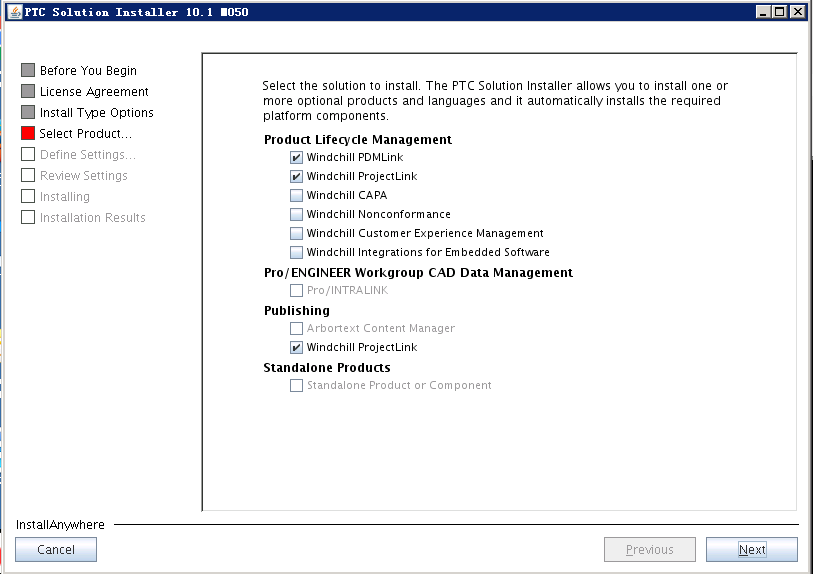 PTC Solution Installer 10.1 M050
Before You Begin
License Agreement
Install Type Options
Select Product...
Define Settings...
Review Settings
Installing
Installation Results
Select the solution to install. The PTC Solution Installer allows you to install one or
more optional products and languages and it automatically installs the required
platform components.
Product Lifecycle Management
Windchill PDMLink
Windchill ProjectLink
Windchill CAPA
Windchill Nonconformance
Windchill Customer Experience Management
Windchill Integrations for Embedded Software
Pro/ENGINEER Workgroup CAD Data Management
Pro/INTRALINK
Publishing
Arbortext Content Manager
Windchill ProjectLink
Standalone Products
Standalone Product or Component
InstallAnywhere
Cancel
Previous
Next